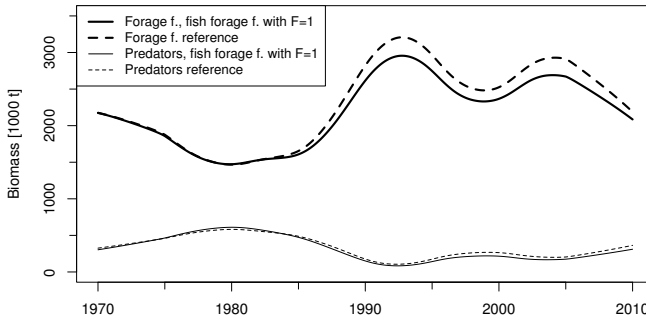 Forage f., fish forage f. with F=1
Forage f. reference
Predators, fish forage f. with F=1
Predators reference
Biomass [1000 t]
3000
2000
1000
0
1970 1980 1990 2000 2010